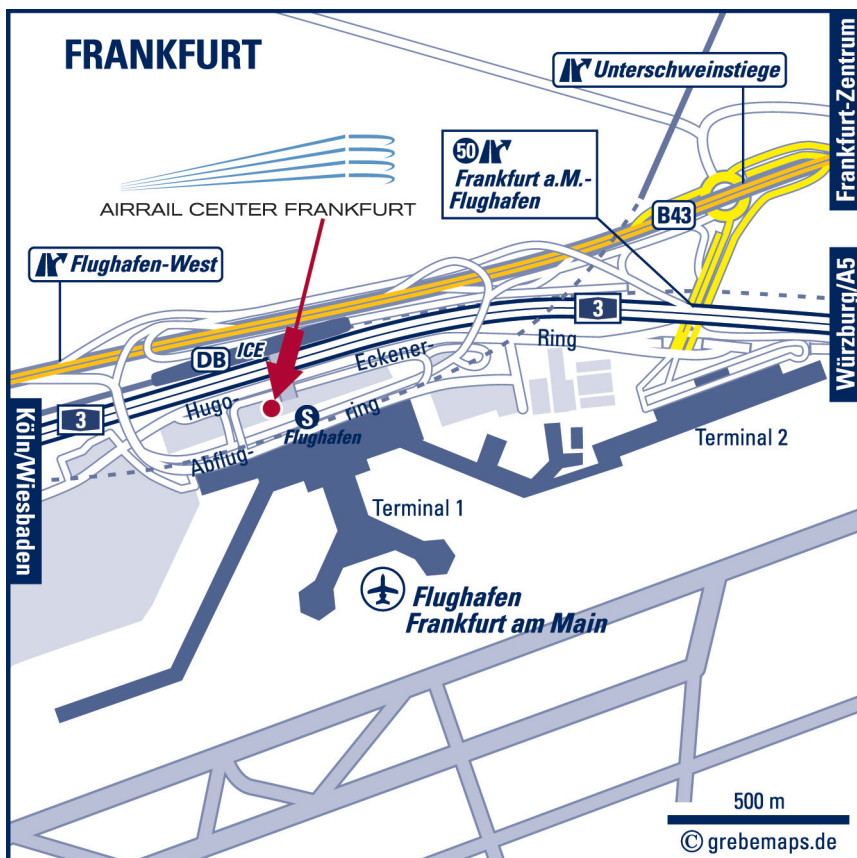 FRANKFURT
Frankfurt-Zentrum
Unterschweinstiege
50
Frankfurt a.M.-
Flughafen
AIRRAIL CENTER FRANKFURT
B43
Flughafen-West
Würzburg/A5
3
Ring
DB
ICE
Eckener-
Hugo-
ring
S
Flughafen
3
Abflug-
Köln/Wiesbaden
Terminal 2
Terminal 1
Flughafen
Frankfurt am Main
500 m
© grebemaps.de